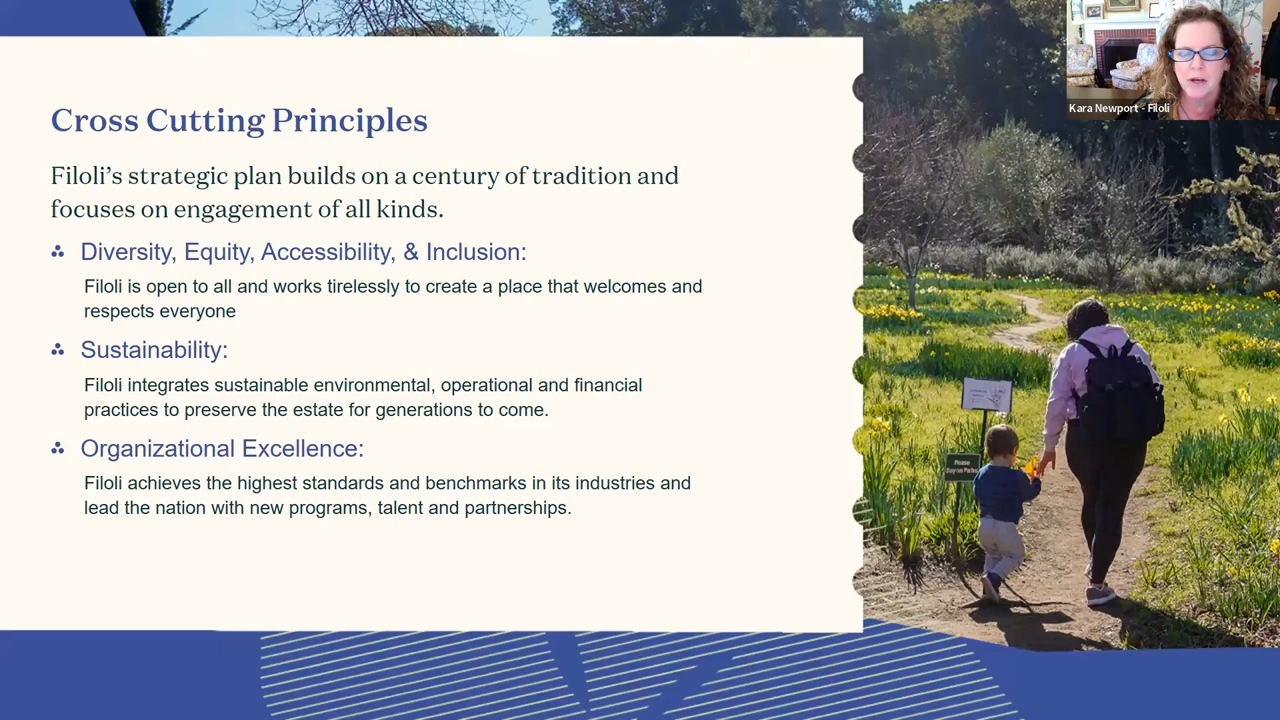 Cross Cutting Principles
Filoli's strategic plan builds on a century of tradition and
focuses on engagement of all kinds.
Diversity, Equity, Accessibility, & Inclusion:
Filoli is open to all and works tirelessly to create a place that welcomes and
respects everyone
Sustainability:
Filoli integrates sustainable environmental, operational and financial
practices to preserve the estate for generations to come.
Organizational Excellence:
Filoli achieves the highest standards and benchmarks in its industries and
lead the nation with new programs, talent and partnerships.
Kara Newport - Filoli
Please
Stay on Paths